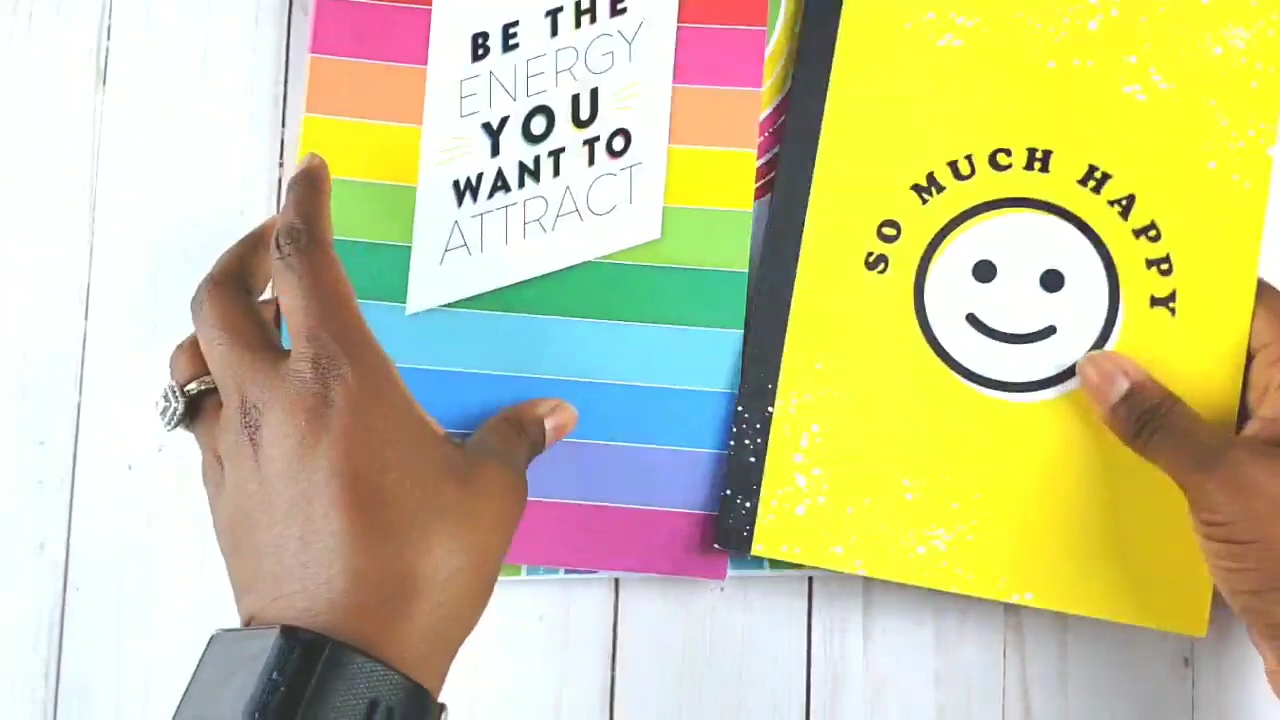 BE THE
ENERGY
YOU
WANT TO
ATTRACT
SO MUCH HAPPY